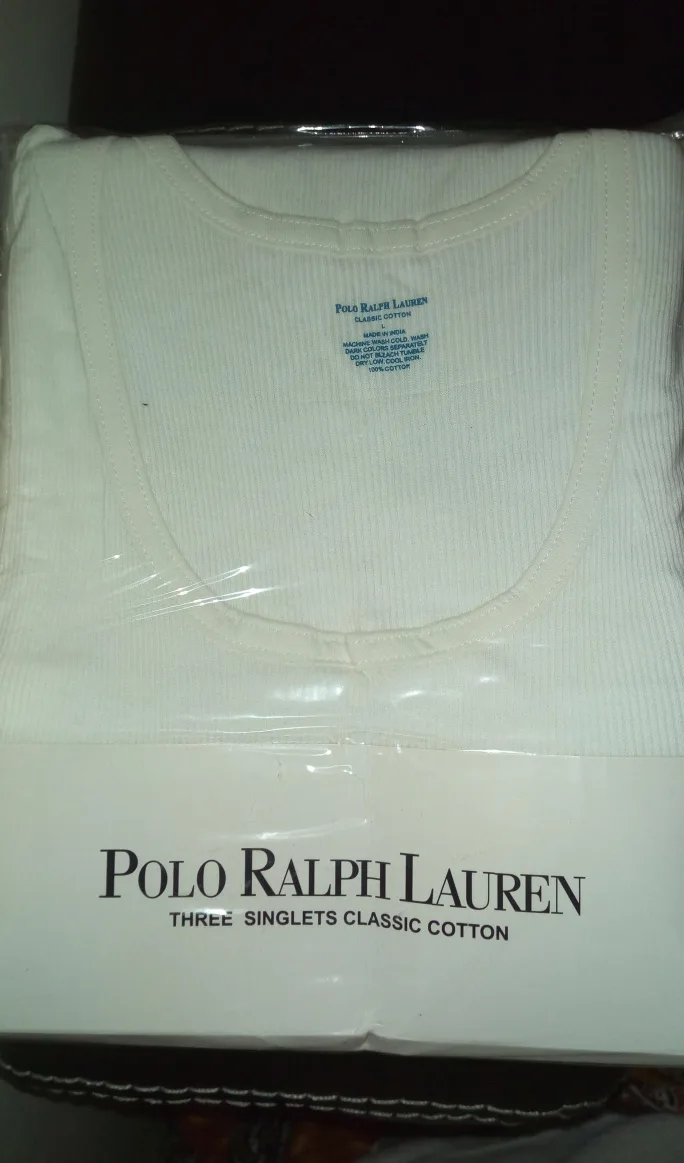 POLO RALPH LAUREN
CLASSIC COTTON
L
MADE IN INDIA
MACHINE WASH COLD. WASH
DARK COLORS SEPARATELY
DO NOT BLEACH TUMBLE
DRY LOW. COOL IRON.
100% COTTON
POLO RALPH LAUREN
THREE SINGLETS CLASSIC COTTON